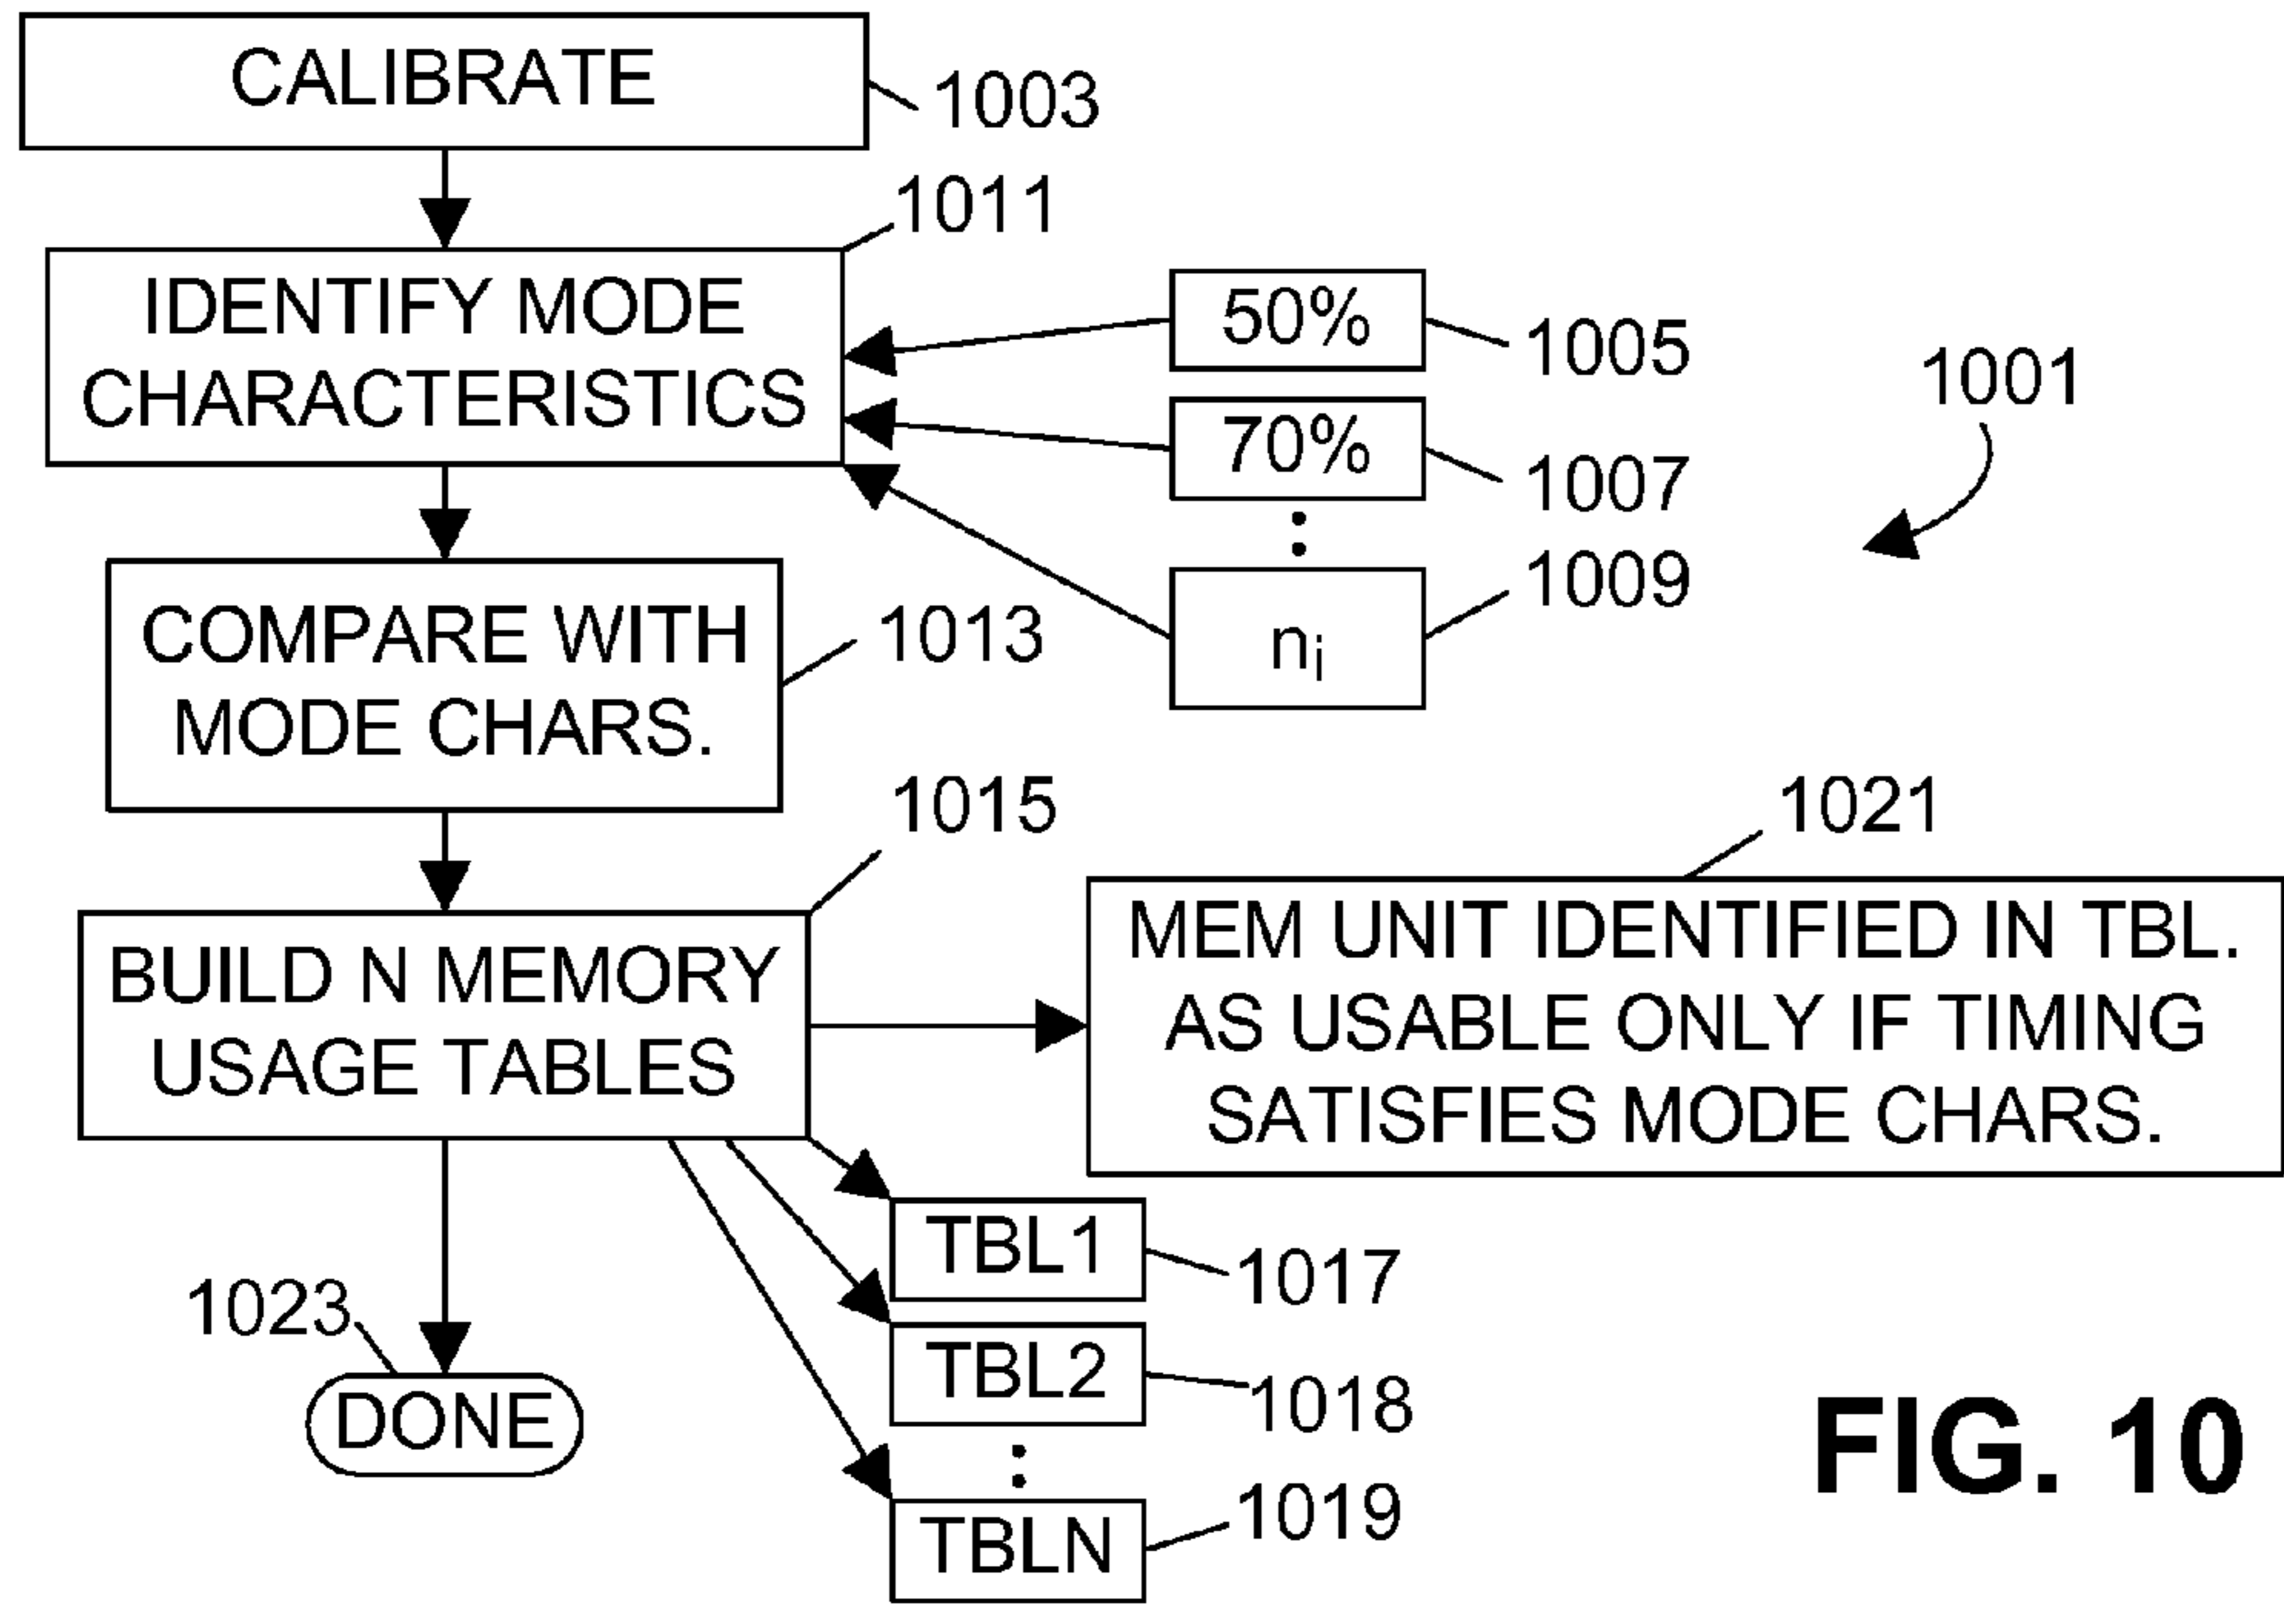 CALIBRATE
1003
1011
IDENTIFY MODE
CHARACTERISTICS
50%
1005
70%
1007
1001
n_i
1009
COMPARE WITH
MODE CHARS.
1013
1015
BUILD N MEMORY
USAGE TABLES
1021
MEM UNIT IDENTIFIED IN TBL.
AS USABLE ONLY IF TIMING
SATISFIES MODE CHARS.
TBL1
1017
TBL2
1018
TBLN
1019
1023
DONE
FIG. 10